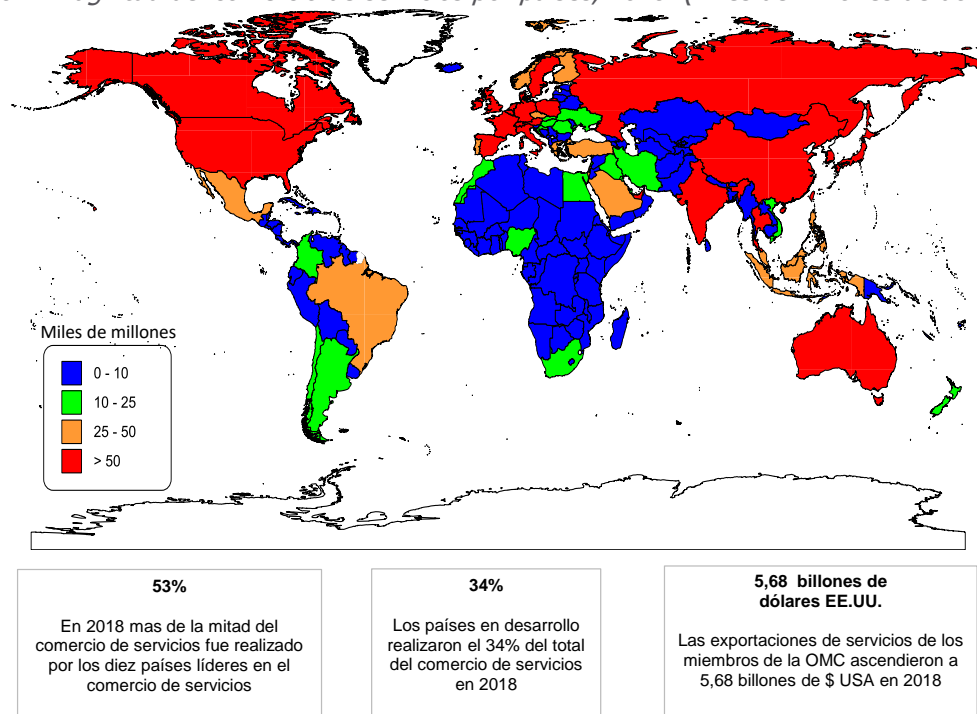 por países,
Miles de millones
0 - 10
10 - 25
25 - 50
> 50
53%
En 2018 mas de la mitad del
comercio de servicios fue realizado
por los diez países líderes en el
comercio de servicios
34%
Los países en desarrollo
realizaron el 34% del total
del comercio de servicios
en 2018
5,68 billones de
dólares EE.UU.
Las exportaciones de servicios de los
miembros de la OMC ascendieron a
5,68 billones de $ USA en 2018